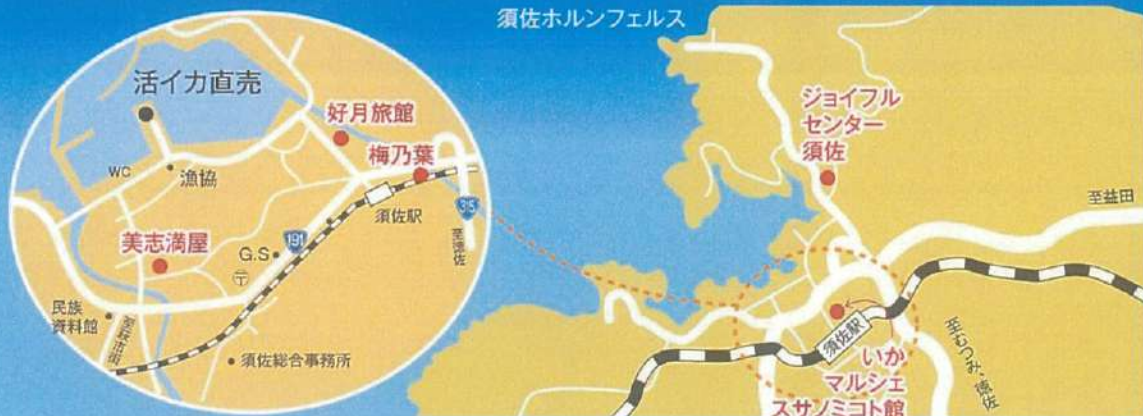 須佐ホルンフェルス
活イカ直売
好月旅館
梅乃葉
WC
漁協
須佐駅
315
至徳佐
美志満屋
G.S
191
〒
民族
資料館
至萩市街
須佐総合事務所
ジョイフル
センター
須佐
至益田
須佐駅
至むつみ、徳佐
いか
マルシェ
スサノミコト館